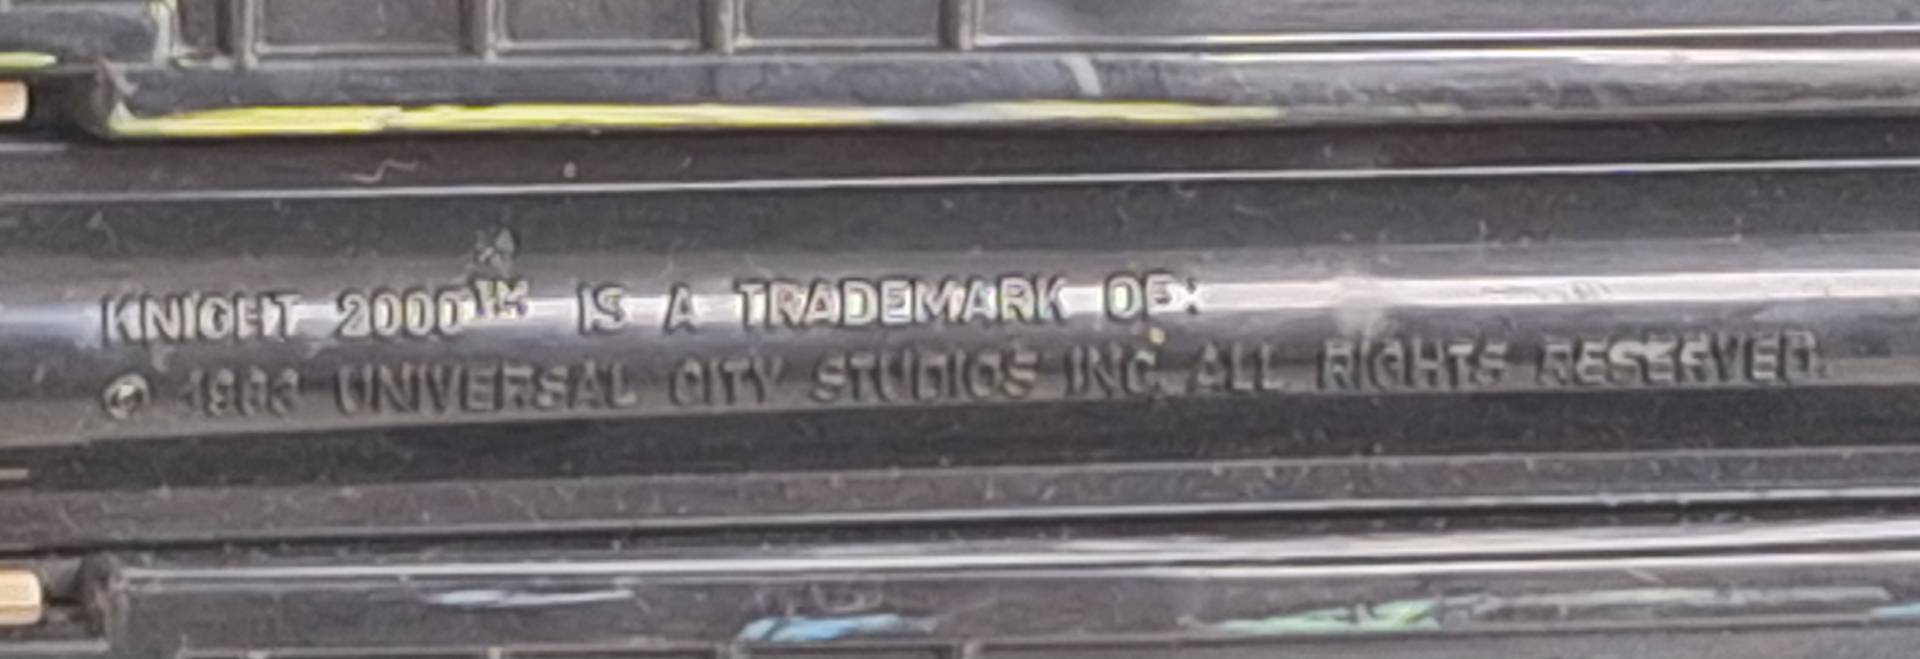 KNIGHT 2000™ IS A TRADEMARK OF:
© 1983 UNIVERSAL CITY STUDIOS INC. ALL RIGHTS RESERVED.